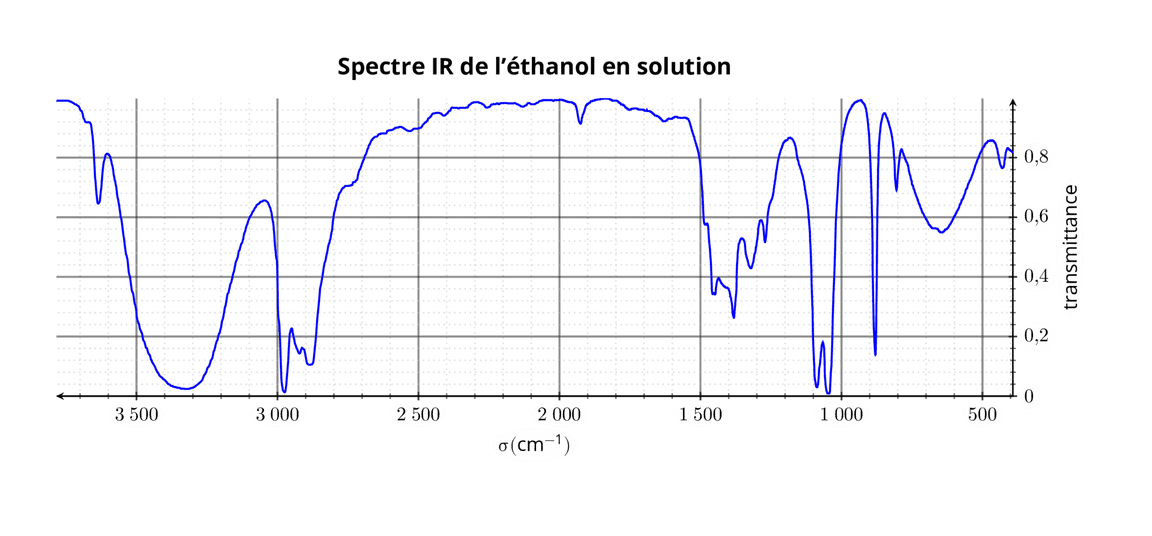 Spectre IR de l’éthanol en solution
0,8
0,6
0,4
0,2
0
transmittance
3 500 3 000 2 500 2 000 1 500 1 000 500
σ(cm⁻¹)